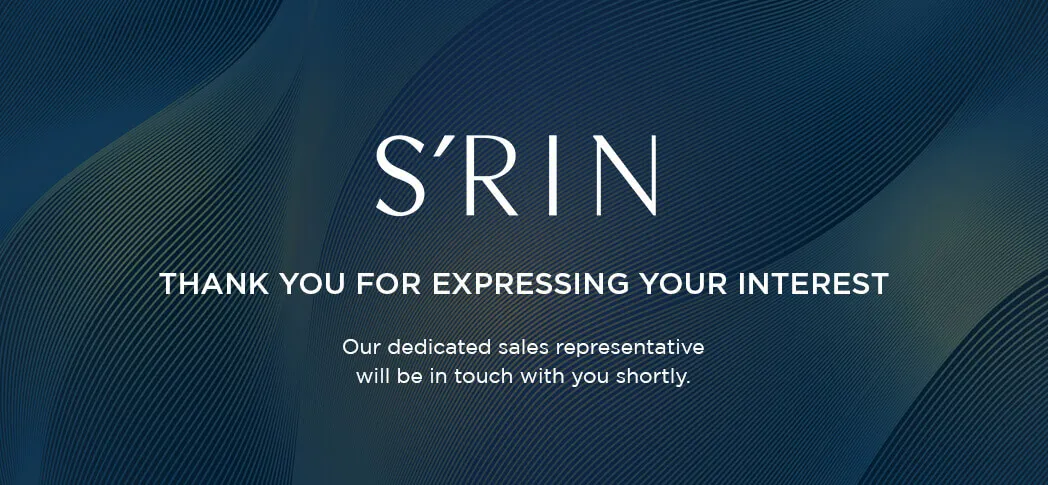 S'RIN
THANK YOU FOR EXPRESSING YOUR INTEREST
Our dedicated sales representative
will be in touch with you shortly.